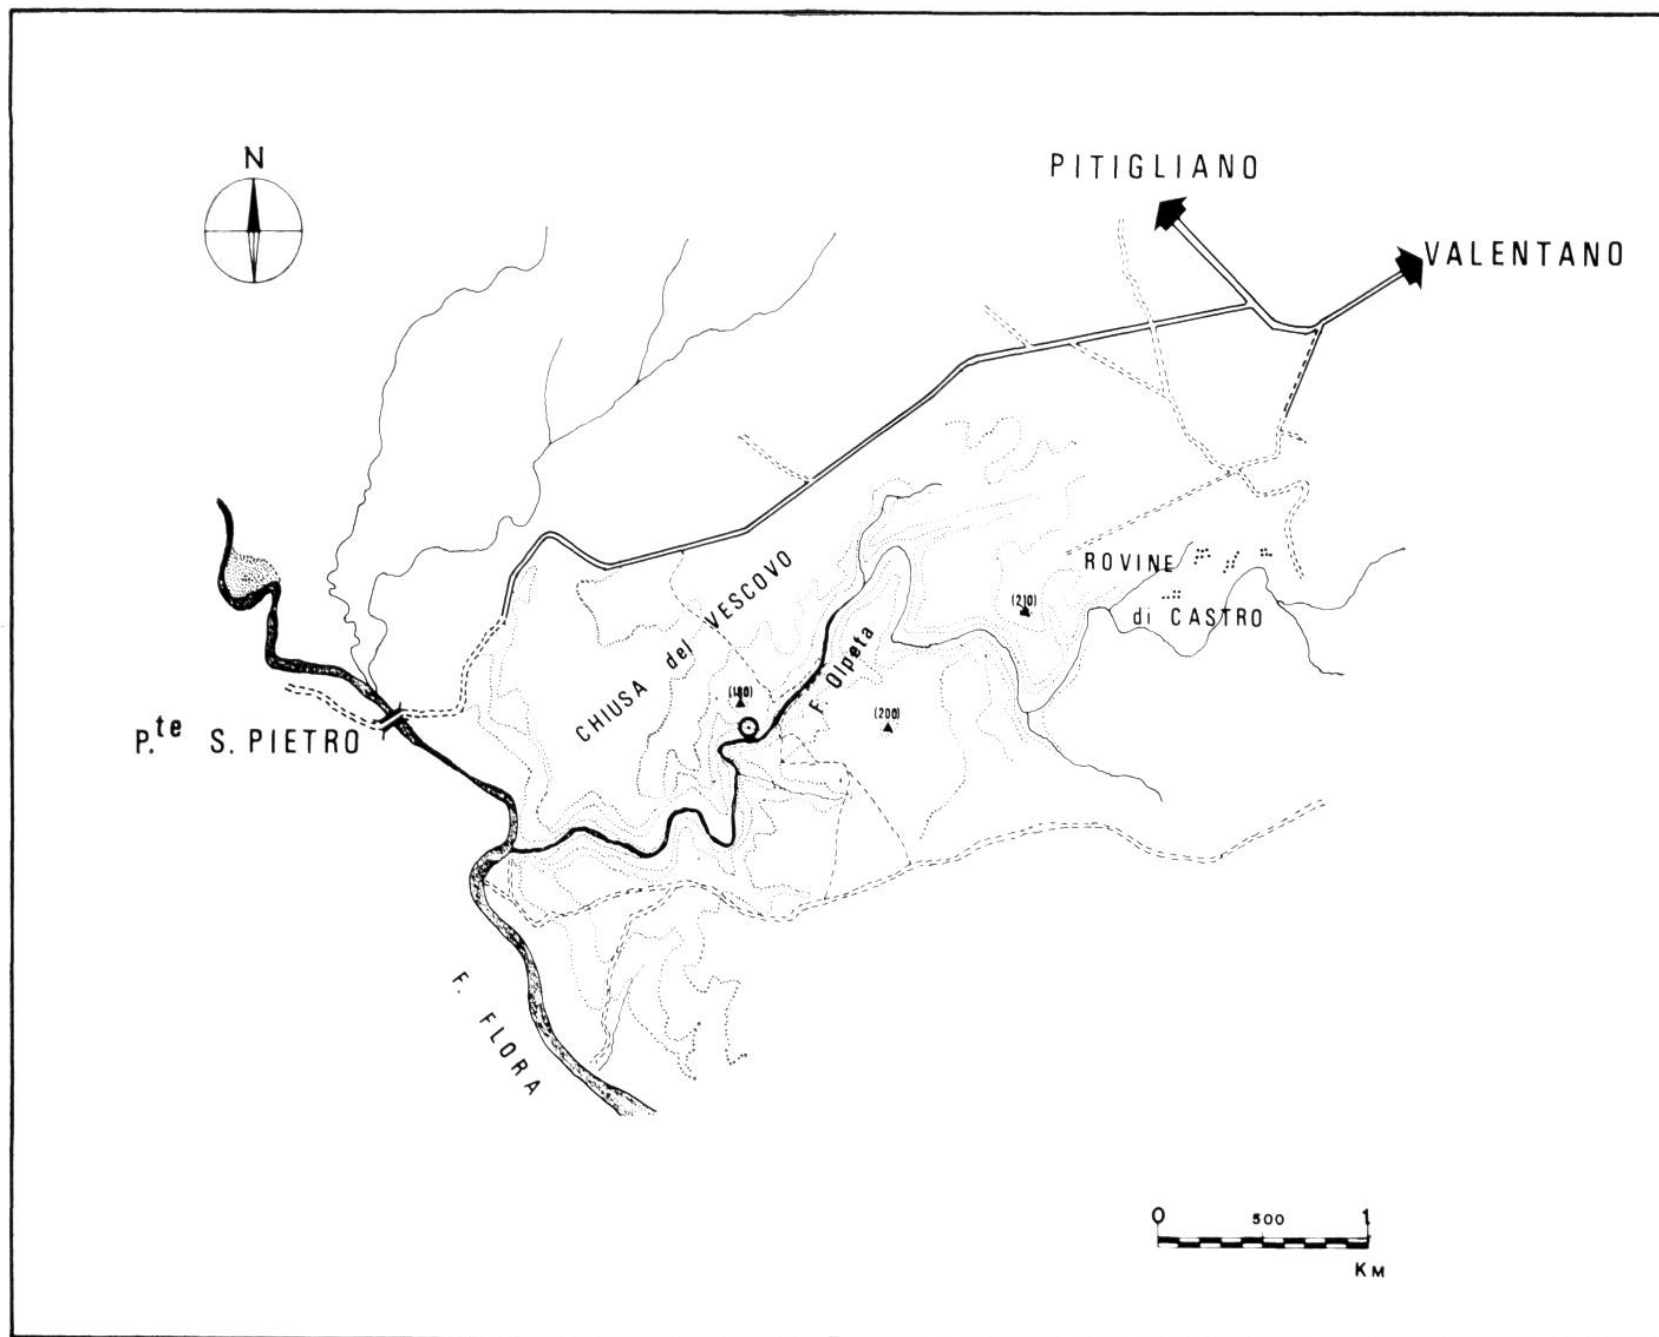 N
PITIGLIANO
VALENTANO
ROVINE
di CASTRO
(210)
CHIUSA del VESCOVO
F. Olpeta
(180)
(200)
P.te S. PIETRO
F. FLORA
0 500 1
KM